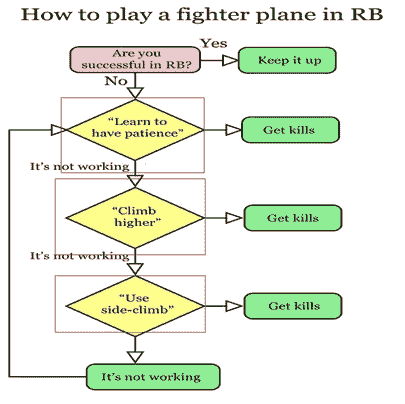 How to play a fighter plane in RB
Are you
successful in RB?
Yes
Keep it up
No
“Learn to
have patience”
Get kills
It's not working
“Climb
higher”
Get kills
It's not working
“Use
side-climb”
Get kills
It's not working